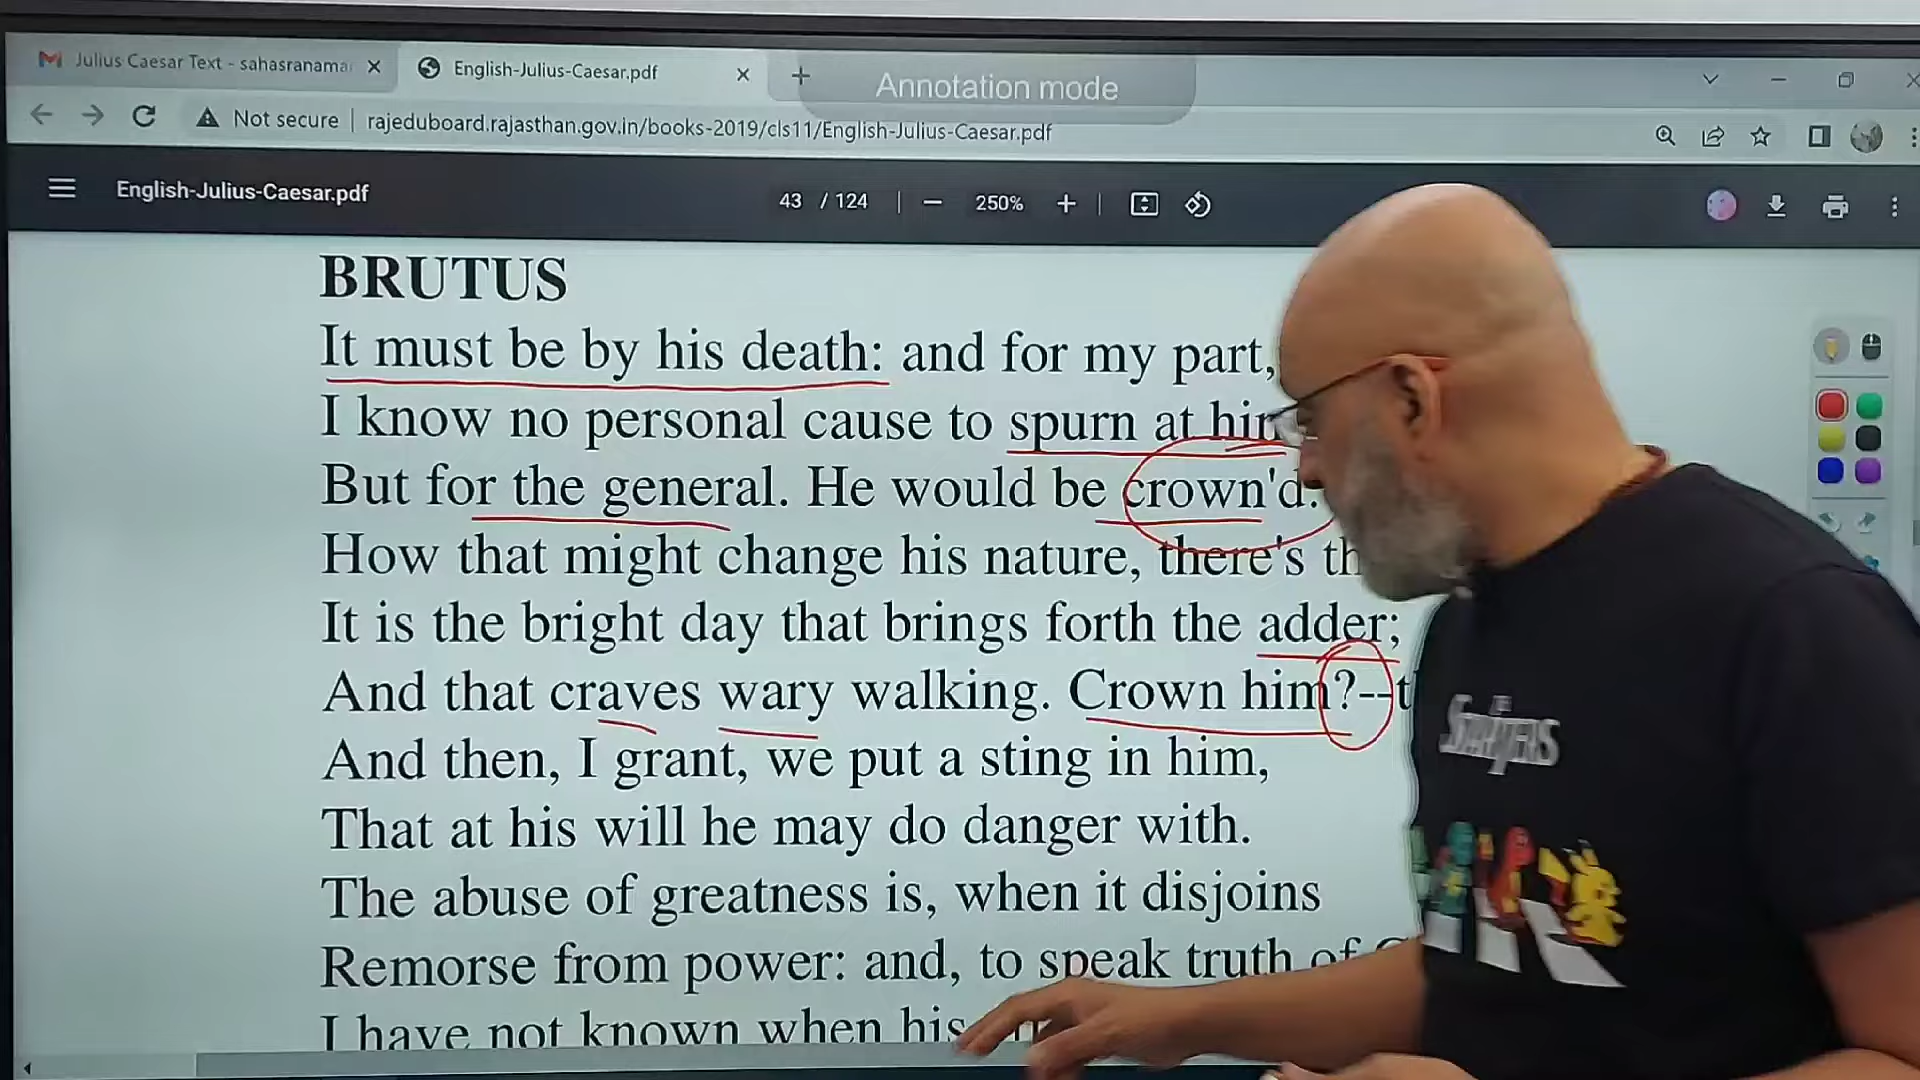 Julius Caesar Text - sahasranama
English-Julius-Caesar.pdf
Annotation mode
Not secure
rajeduboard.rajasthan.gov.in/books-2019/cls11/English-Julius-Caesar.pdf
English-Julius-Caesar.pdf
43 / 124
250%
BRUTUS
It must be by his death: and for my part,
I know no personal cause to spurn at
But for the general. He would be crown'd:
How that might change his nature, there's
It is the bright day that brings forth the adder;
And that craves wary walking. Crown him?--
And then, I grant, we put a sting in him,
That at his will he may do danger with.
The abuse of greatness is, when it disjoins
Remorse from power: and, to speak truth of
I have not known when his